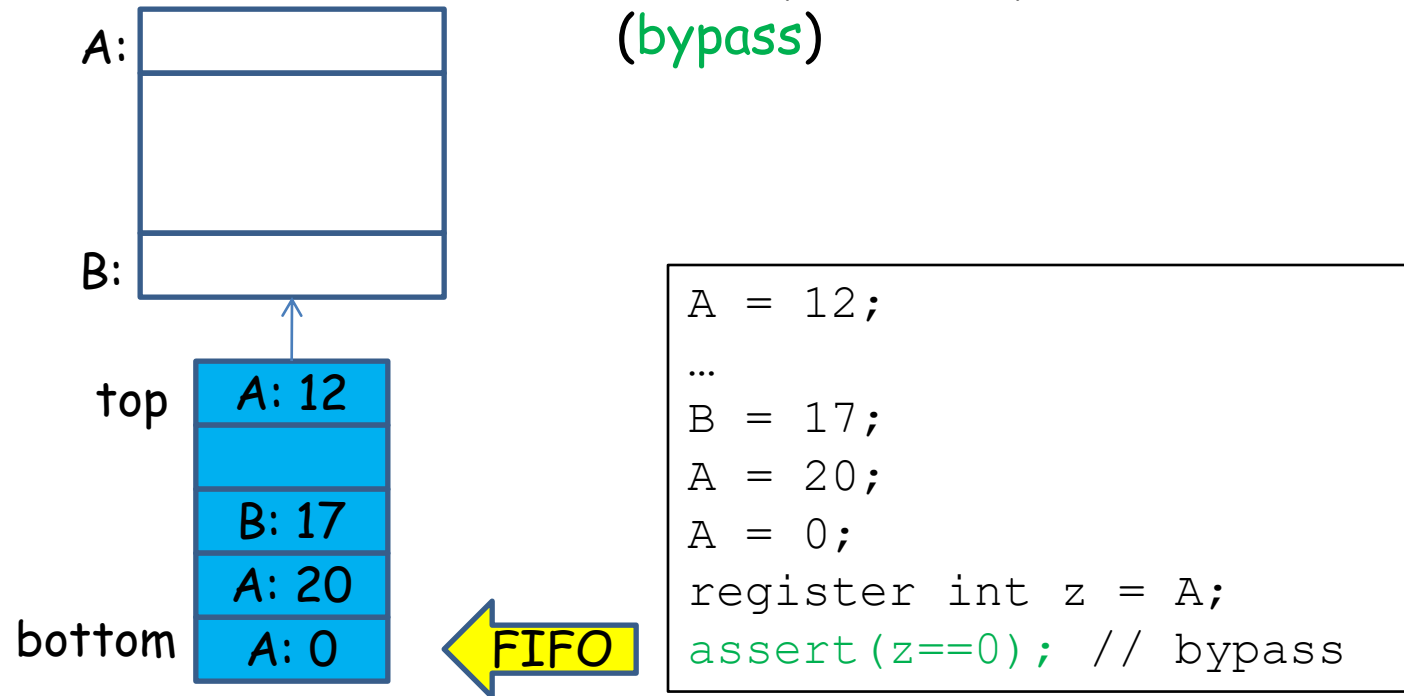 (bypass)
A:
B:
top
A: 12
B: 17
A: 20
bottom
A: 0
FIFO
A = 12;
…
B = 17;
A = 20;
A = 0;
register int z = A;
assert(z==0); // bypass